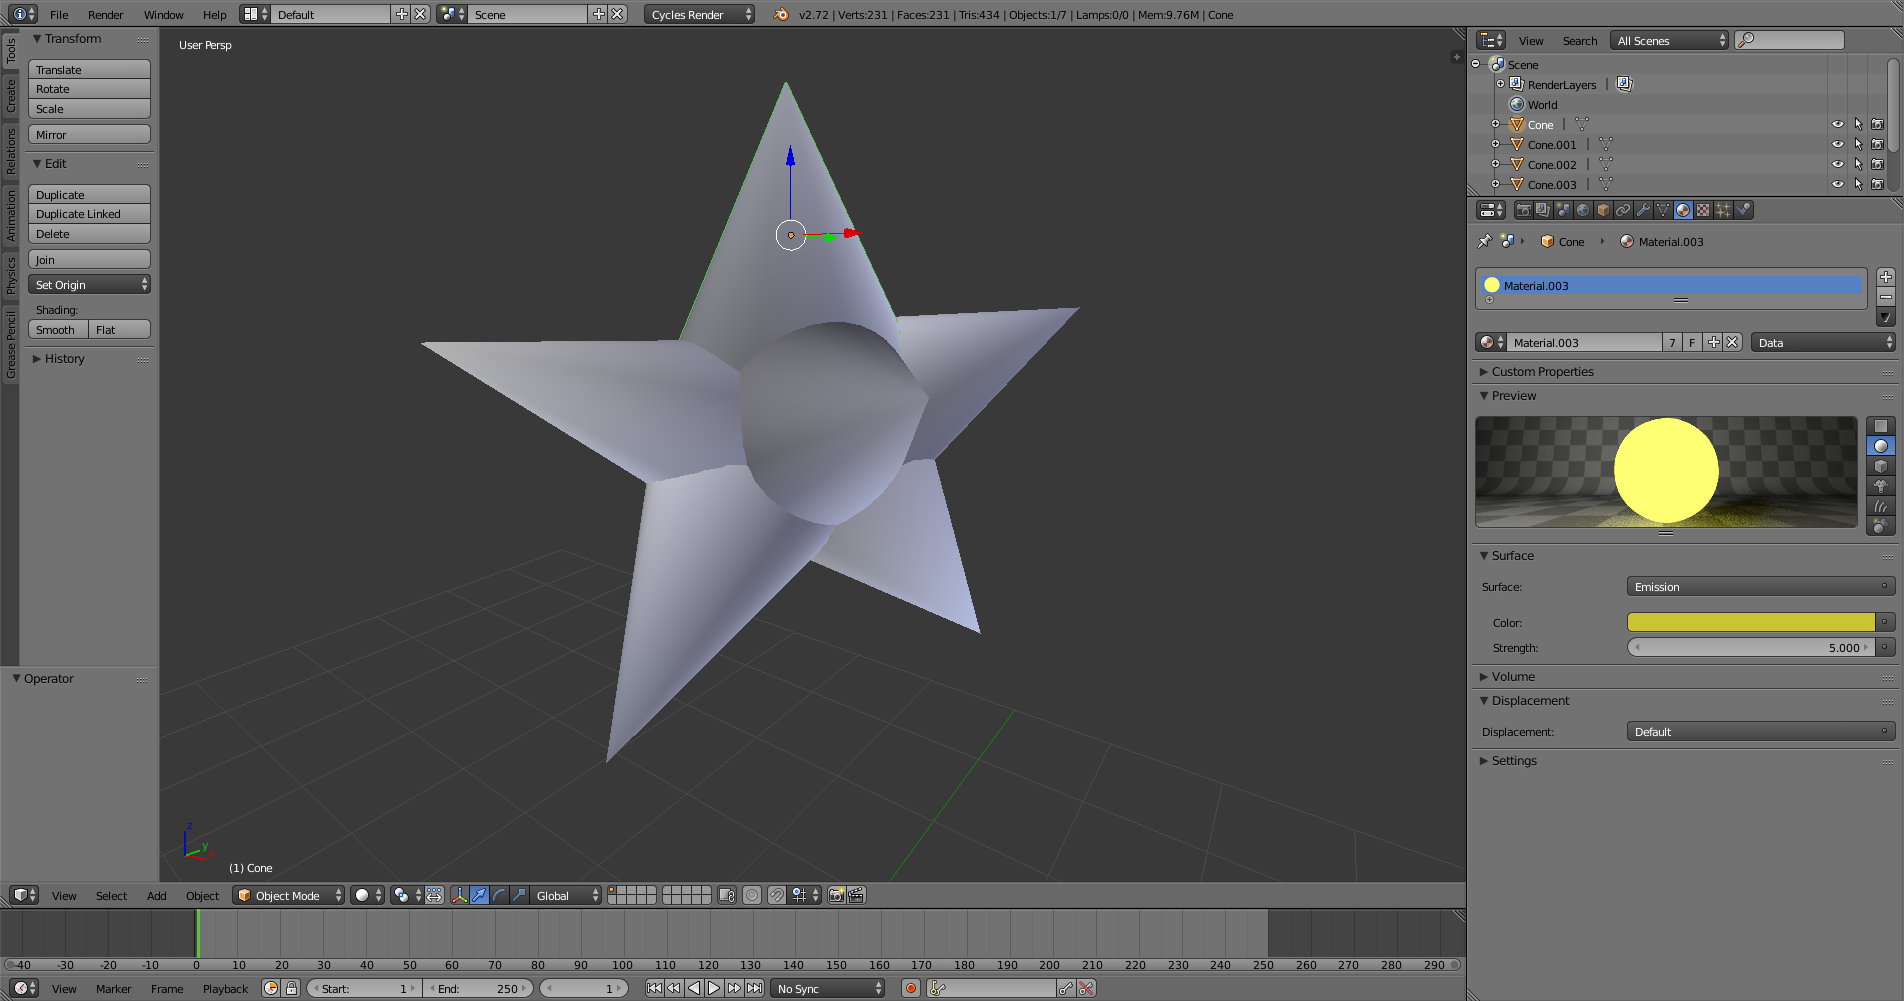 File Render Window Help Default Scene Cycles Render v2.72 | Verts:231 | Faces:231 | Tris:434 | Objects:1/7 | Lamps:0/0 | Mem:9.76M | Cone
Tools
Create
Relations
Animation
Physics
Grease Pencil
Transform
Translate
Rotate
Scale
Mirror
Edit
Duplicate
Duplicate Linked
Delete
Join
Set Origin
Shading:
Smooth Flat
History
Operator
User Persp
z
y
x
(1) Cone
View Select Add Object Object Mode Global
-40 -30 -20 -10 0 10 20 30 40 50 60 70 80 90 100 110 120 130 140 150 160 170 180 190 200 210 220 230 240 250 260 270 280 290
View Marker Frame Playback Start: 1 End: 250 1 No Sync
View Search All Scenes
Scene
RenderLayers |
World
Cone |
Cone.001 |
Cone.002 |
Cone.003 |
Cone Material.003
Material.003
Material.003 7 F Data
Custom Properties
Preview
Surface
Surface: Emission
Color:
Strength: 5.000
Volume
Displacement
Displacement: Default
Settings